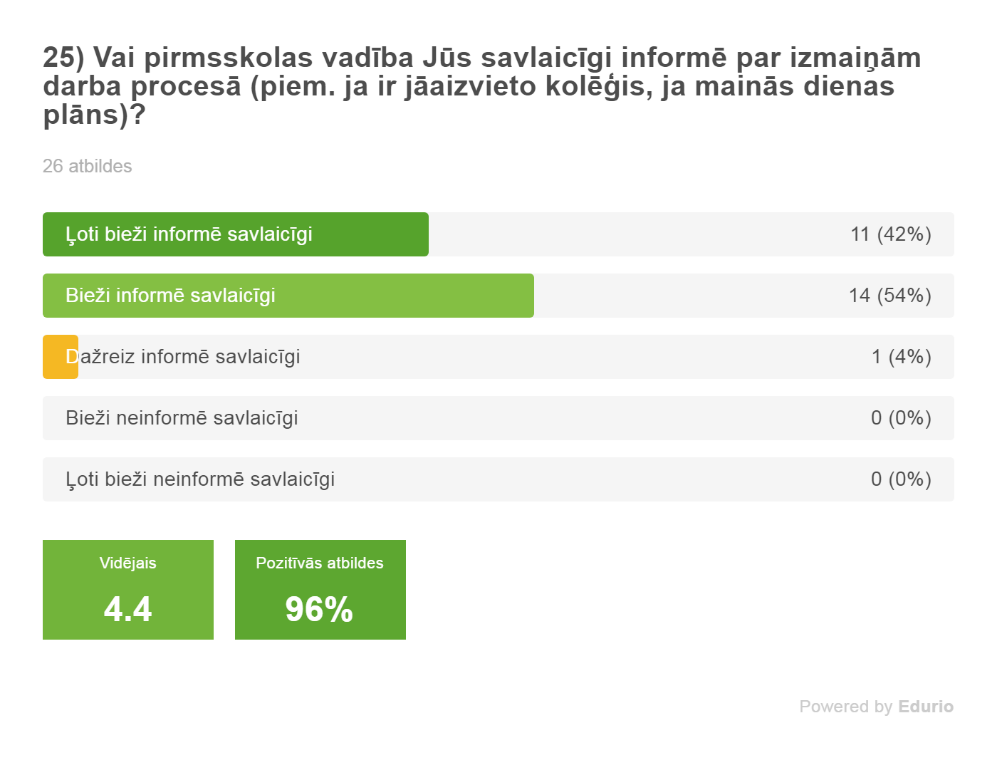 25) Vai pirmsskolas vadība Jūs savlaicīgi informē par izmaiņām
darba procesā (piem. ja ir jāaizvieto kolēģis, ja mainās dienas
plāns)?
26 atbildes
Ļoti bieži informē savlaicīgi 11 (42%)
Bieži informē savlaicīgi 14 (54%)
Dažreiz informē savlaicīgi 1 (4%)
Bieži neinformē savlaicīgi 0 (0%)
Ļoti bieži neinformē savlaicīgi 0 (0%)
Vidējais Pozitīvās atbildes
4.4 96%
Powered by Edurio